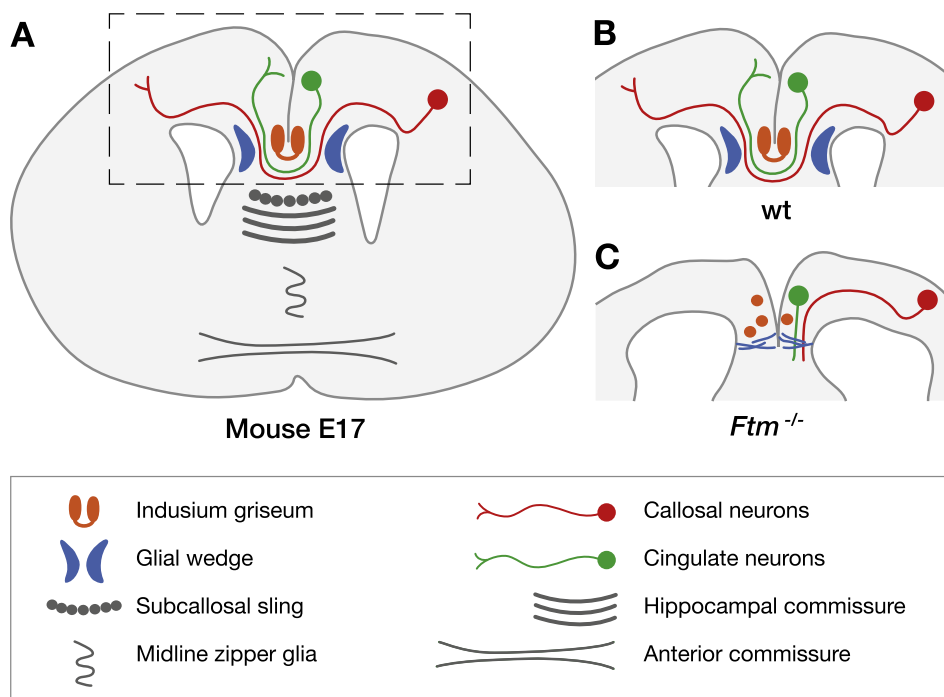 A
B
wt
C
Mouse E17
Ftm -/-
Indusium griseum
Callosal neurons
Glial wedge
Cingulate neurons
Subcallosal sling
Hippocampal commissure
Midline zipper glia
Anterior commissure